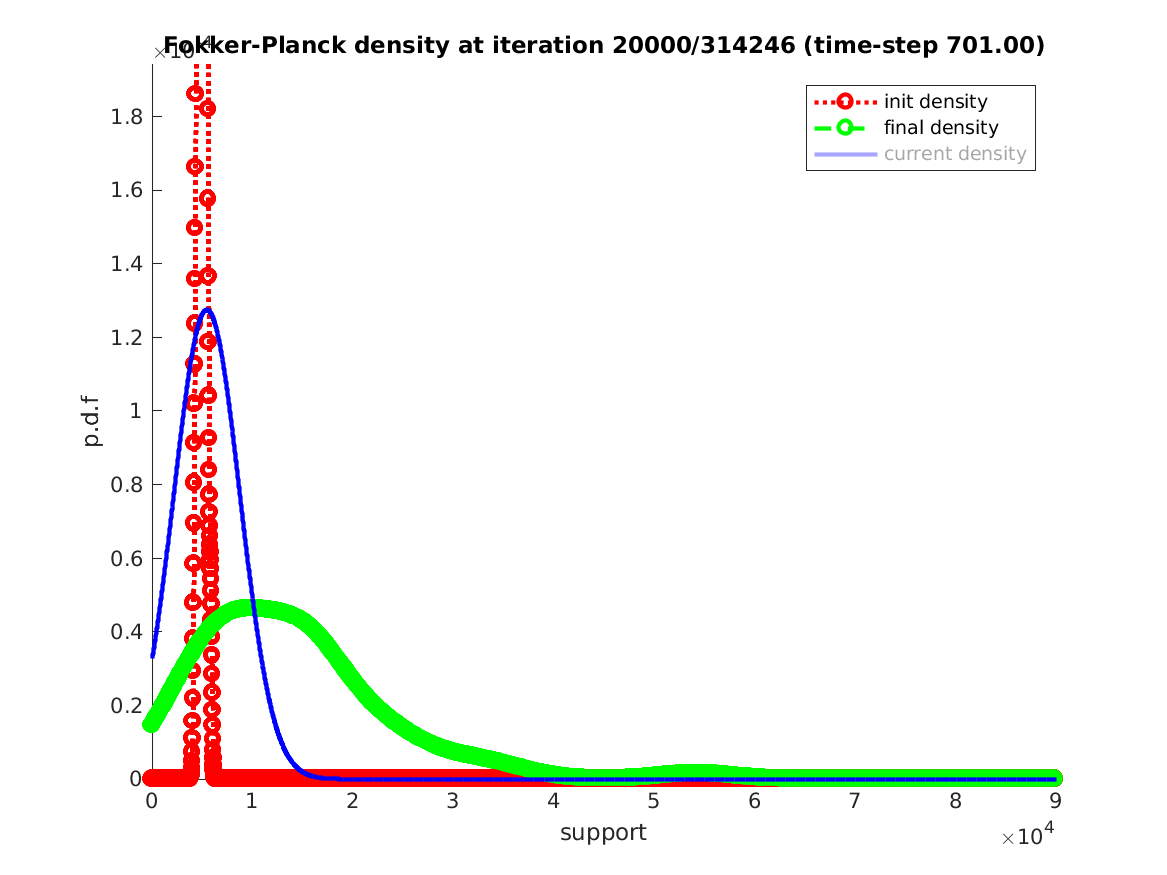 Fokker-Planck density at iteration 20000/314246 (time-step 701.00)
×10
init density
final density
current density
1.8
1.6
1.4
1.2
1
0.8
0.6
0.4
0.2
0
p.d.f
0 1 2 3 4 5 6 7 8 9
support
×10⁴